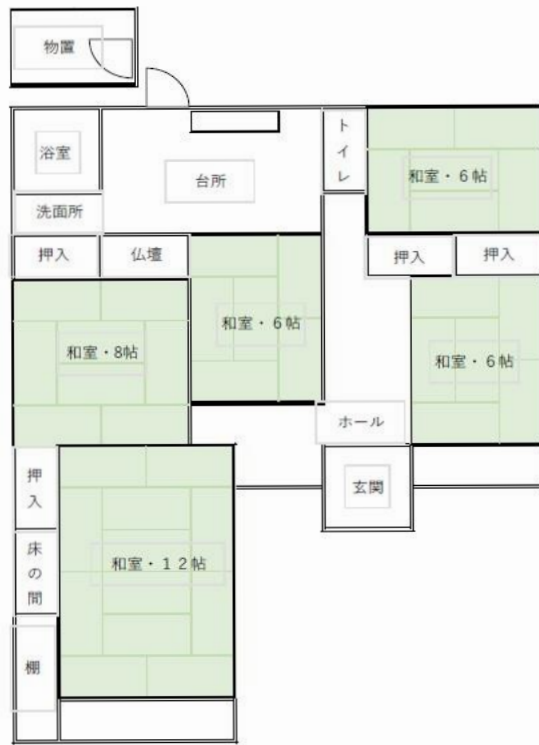 物置
浴室
台所
トイレ
和室・６帖
洗面所
押入
仏壇
押入
押入
和室・８帖
和室・６帖
和室・６帖
ホール
押入
玄関
床の間
和室・１２帖
棚